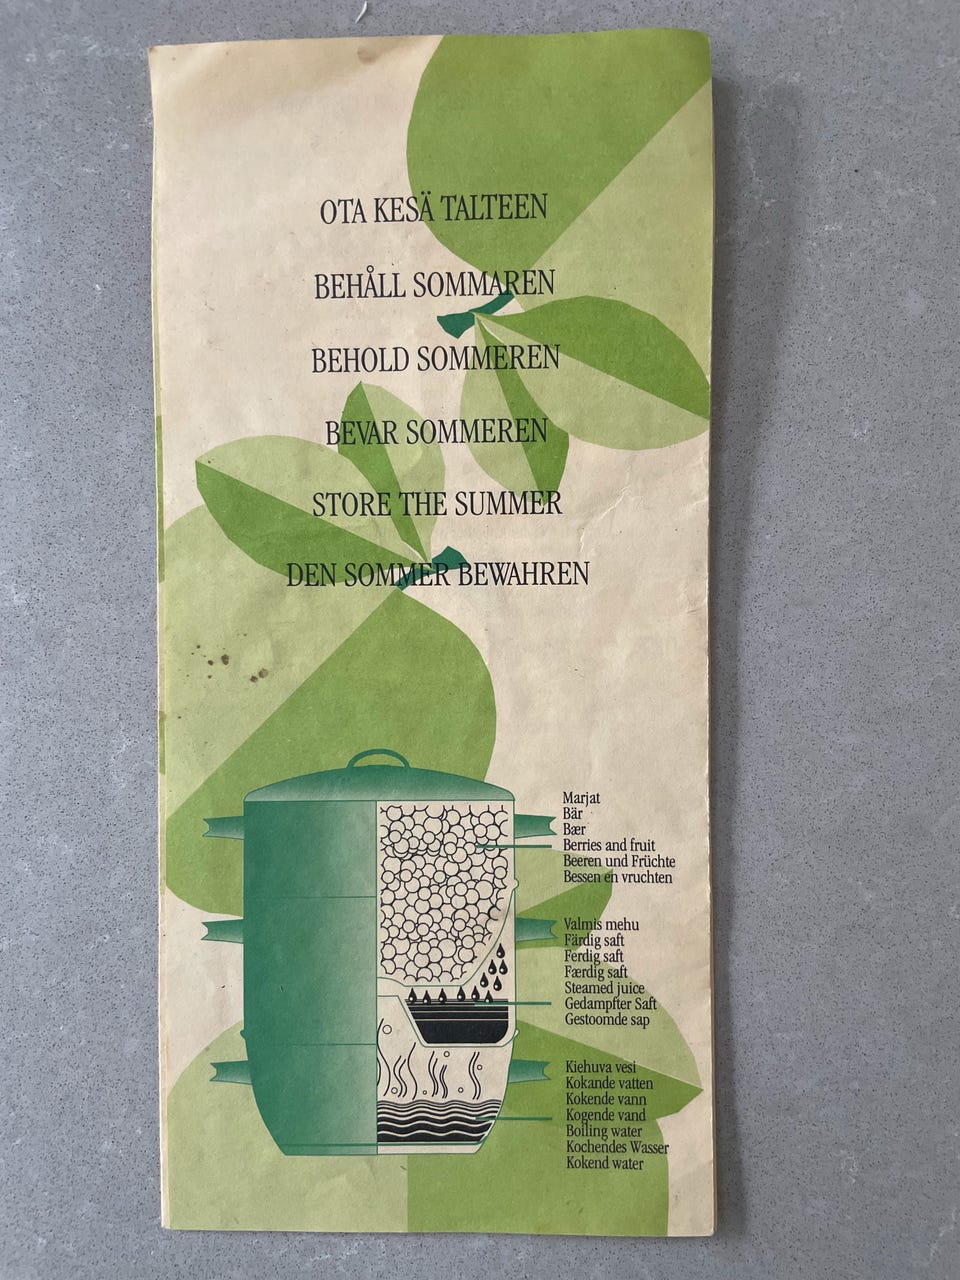 OTA KESÄ TALTEEN
BEHÅLL SOMMAREN
BEHOLD SOMMEREN
BEVAR SOMMEREN
STORE THE SUMMER
DEN SOMMER BEWAHREN
Marjat
Bär
Bær
Berries and fruit
Beeren und Früchte
Bessen en vruchten
Valmis mehu
Färdig saft
Ferdig saft
Færdig saft
Steamed juice
Gedampfter Saft
Gestoomde sap
Kiehuva vesi
Kokande vatten
Kokende vann
Kogende vand
Boiling water
Kochendes Wasser
Kokend water